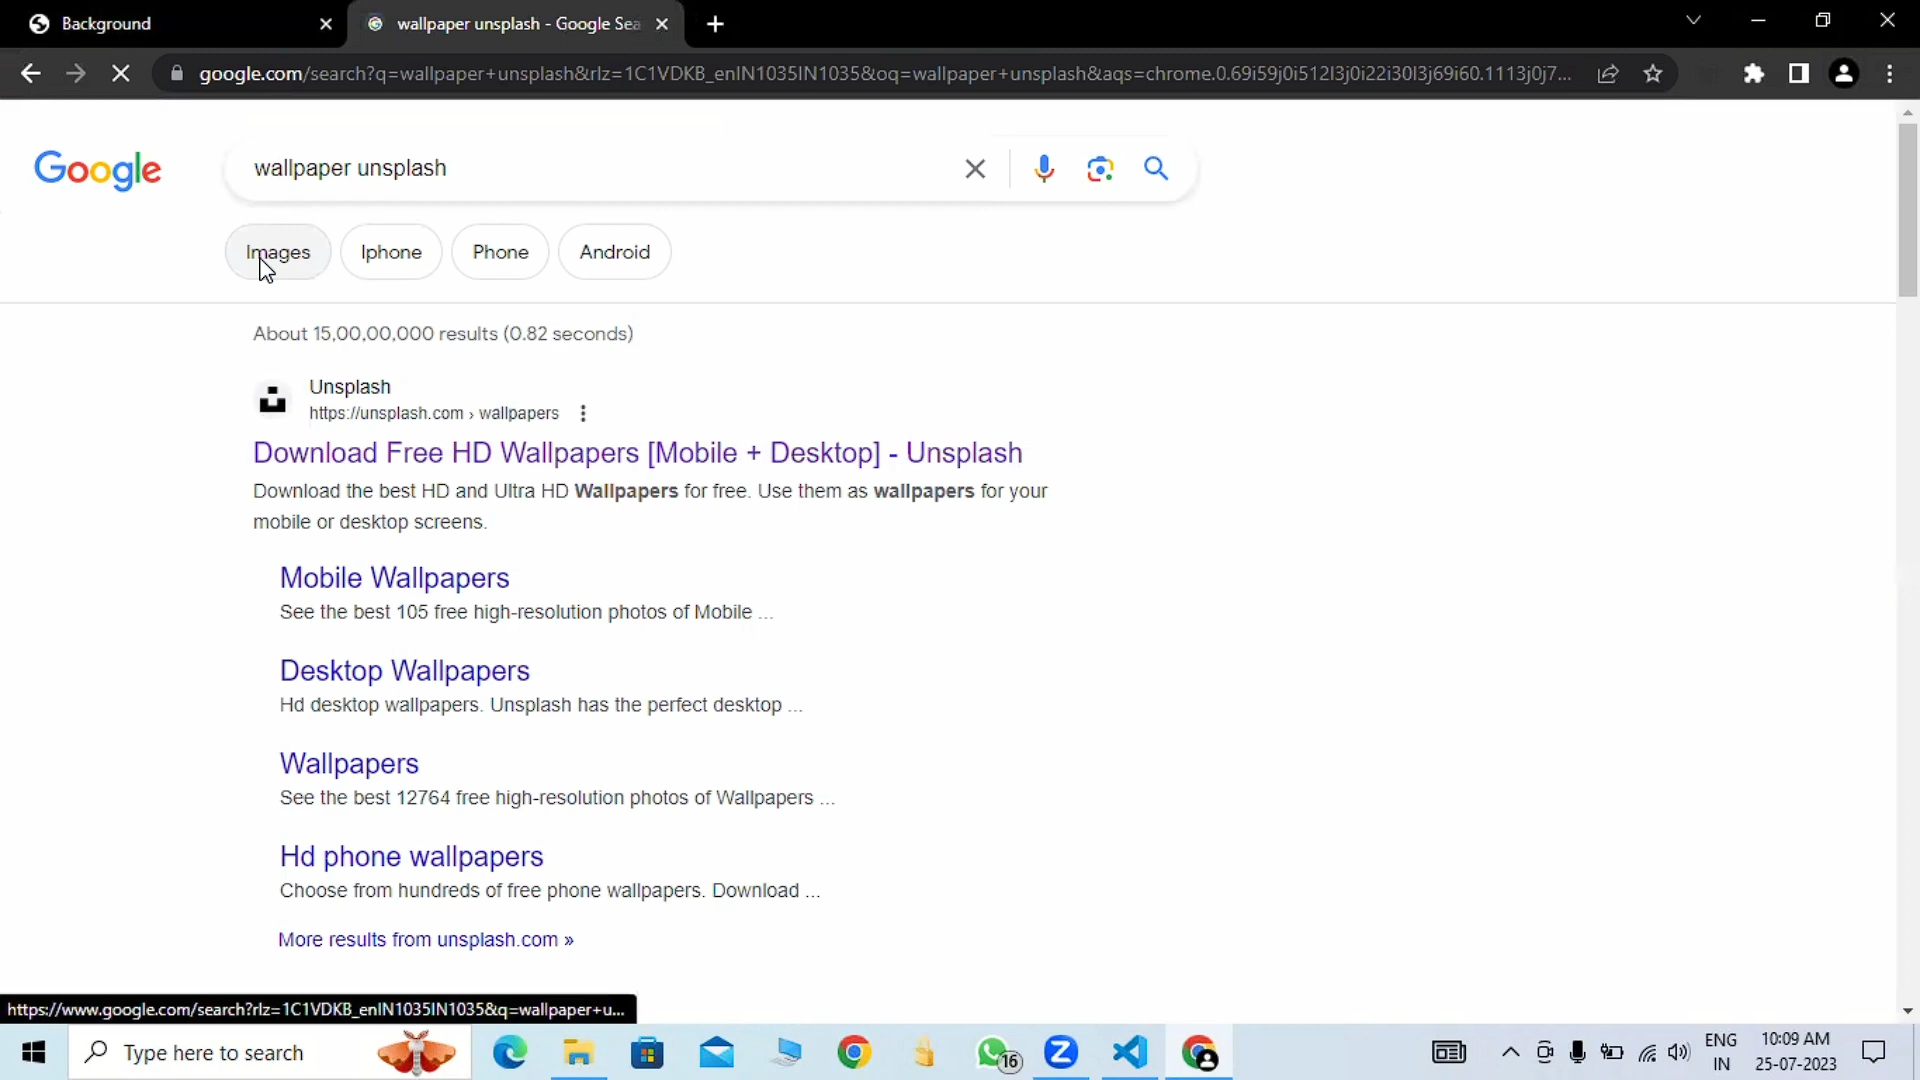 Background
wallpaper unsplash - Google Sea
google.com/search?q=wallpaper+unsplash&rlz=1C1VDKB_enIN1035IN1035&oq=wallpaper+unsplash&aqs=chrome.0.69i59j0i512l3j0i22i30l3j69i60.1113j0j7...
Google
wallpaper unsplash
Images
Iphone
Phone
Android
About 15,00,00,000 results (0.82 seconds)
Unsplash
https://unsplash.com › wallpapers
Download Free HD Wallpapers [Mobile + Desktop] - Unsplash
Download the best HD and Ultra HD Wallpapers for free. Use them as wallpapers for your
mobile or desktop screens.
Mobile Wallpapers
See the best 105 free high-resolution photos of Mobile ...
Desktop Wallpapers
Hd desktop wallpapers. Unsplash has the perfect desktop ...
Wallpapers
See the best 12764 free high-resolution photos of Wallpapers ...
Hd phone wallpapers
Choose from hundreds of free phone wallpapers. Download ...
More results from unsplash.com »
https://www.google.com/search?rlz=1C1VDKB_enIN1035IN1035&q=wallpaper+u...
Type here to search
16
ENG
IN
10:09 AM
25-07-2023